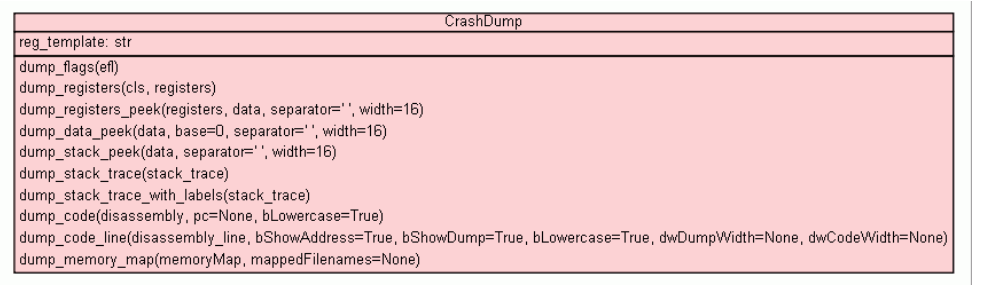 CrashDump
reg_template: str
dump_flags(efl)
dump_registers(cls, registers)
dump_registers_peek(registers, data, separator=' ', width=16)
dump_data_peek(data, base=0, separator=' ', width=16)
dump_stack_peek(data, separator=' ', width=16)
dump_stack_trace(stack_trace)
dump_stack_trace_with_labels(stack_trace)
dump_code(disassembly, pc=None, bLowercase=True)
dump_code_line(disassembly_line, bShowAddress=True, bShowDump=True, bLowercase=True, dwDumpWidth=None, dwCodeWidth=None)
dump_memory_map(memoryMap, mappedFilenames=None)